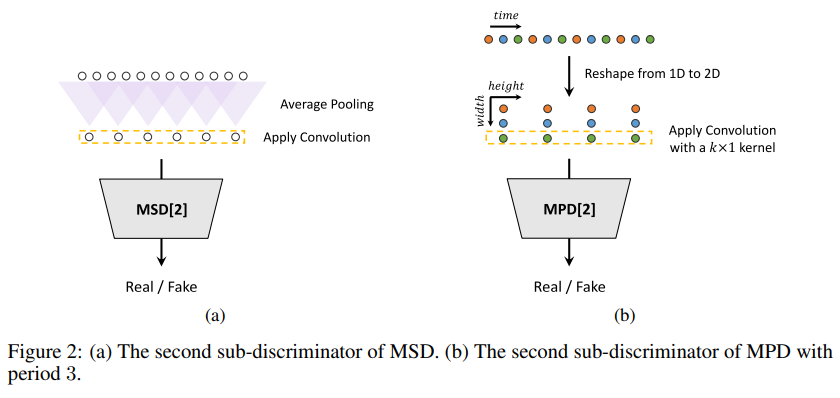 time
Reshape from 1D to 2D
Average Pooling
Apply Convolution
MSD[2]
Real / Fake
(a)
height
width
Apply Convolution
with a k×1 kernel
MPD[2]
Real / Fake
(b)
Figure 2: (a) The second sub-discriminator of MSD. (b) The second sub-discriminator of MPD with
period 3.